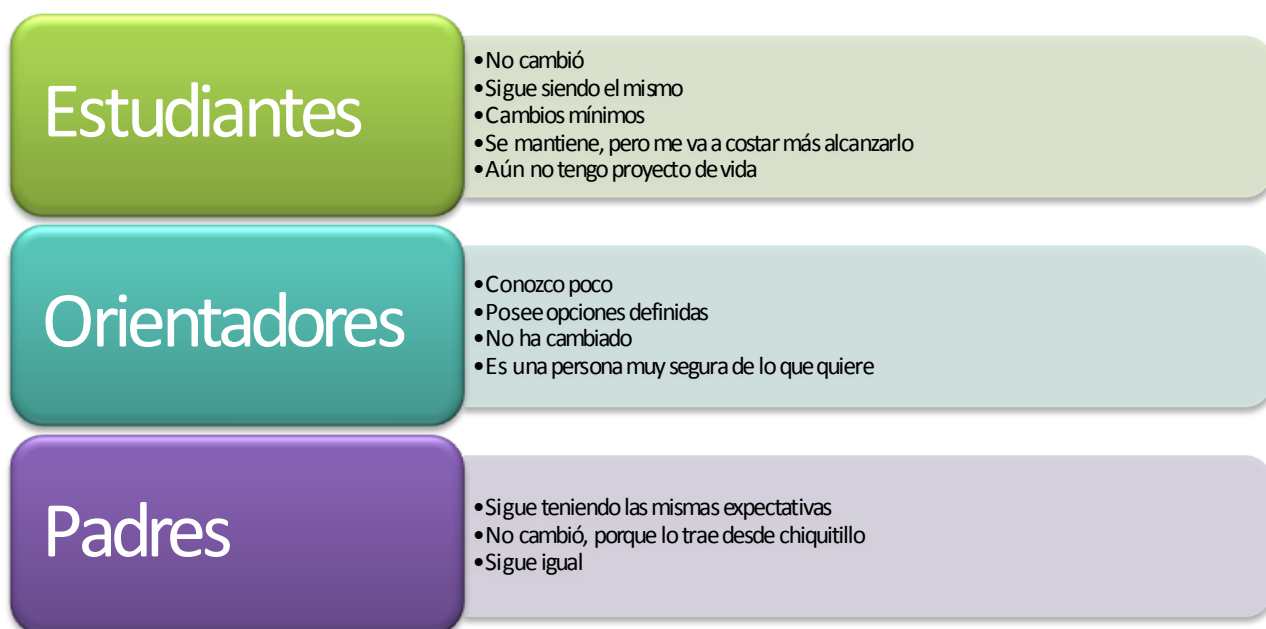 Estudiantes
•No cambió
•Sigue siendo el mismo
•Cambios mínimos
•Se mantiene, pero me va a costar más alcanzarlo
•Aún no tengo proyecto de vida
Orientadores
•Conozco poco
•Posee opciones definidas
•No ha cambiado
•Es una persona muy segura de lo que quiere
Padres
•Sigue teniendo las mismas expectativas
•No cambió, porque lo trae desde chiquitillo
•Sigue igual